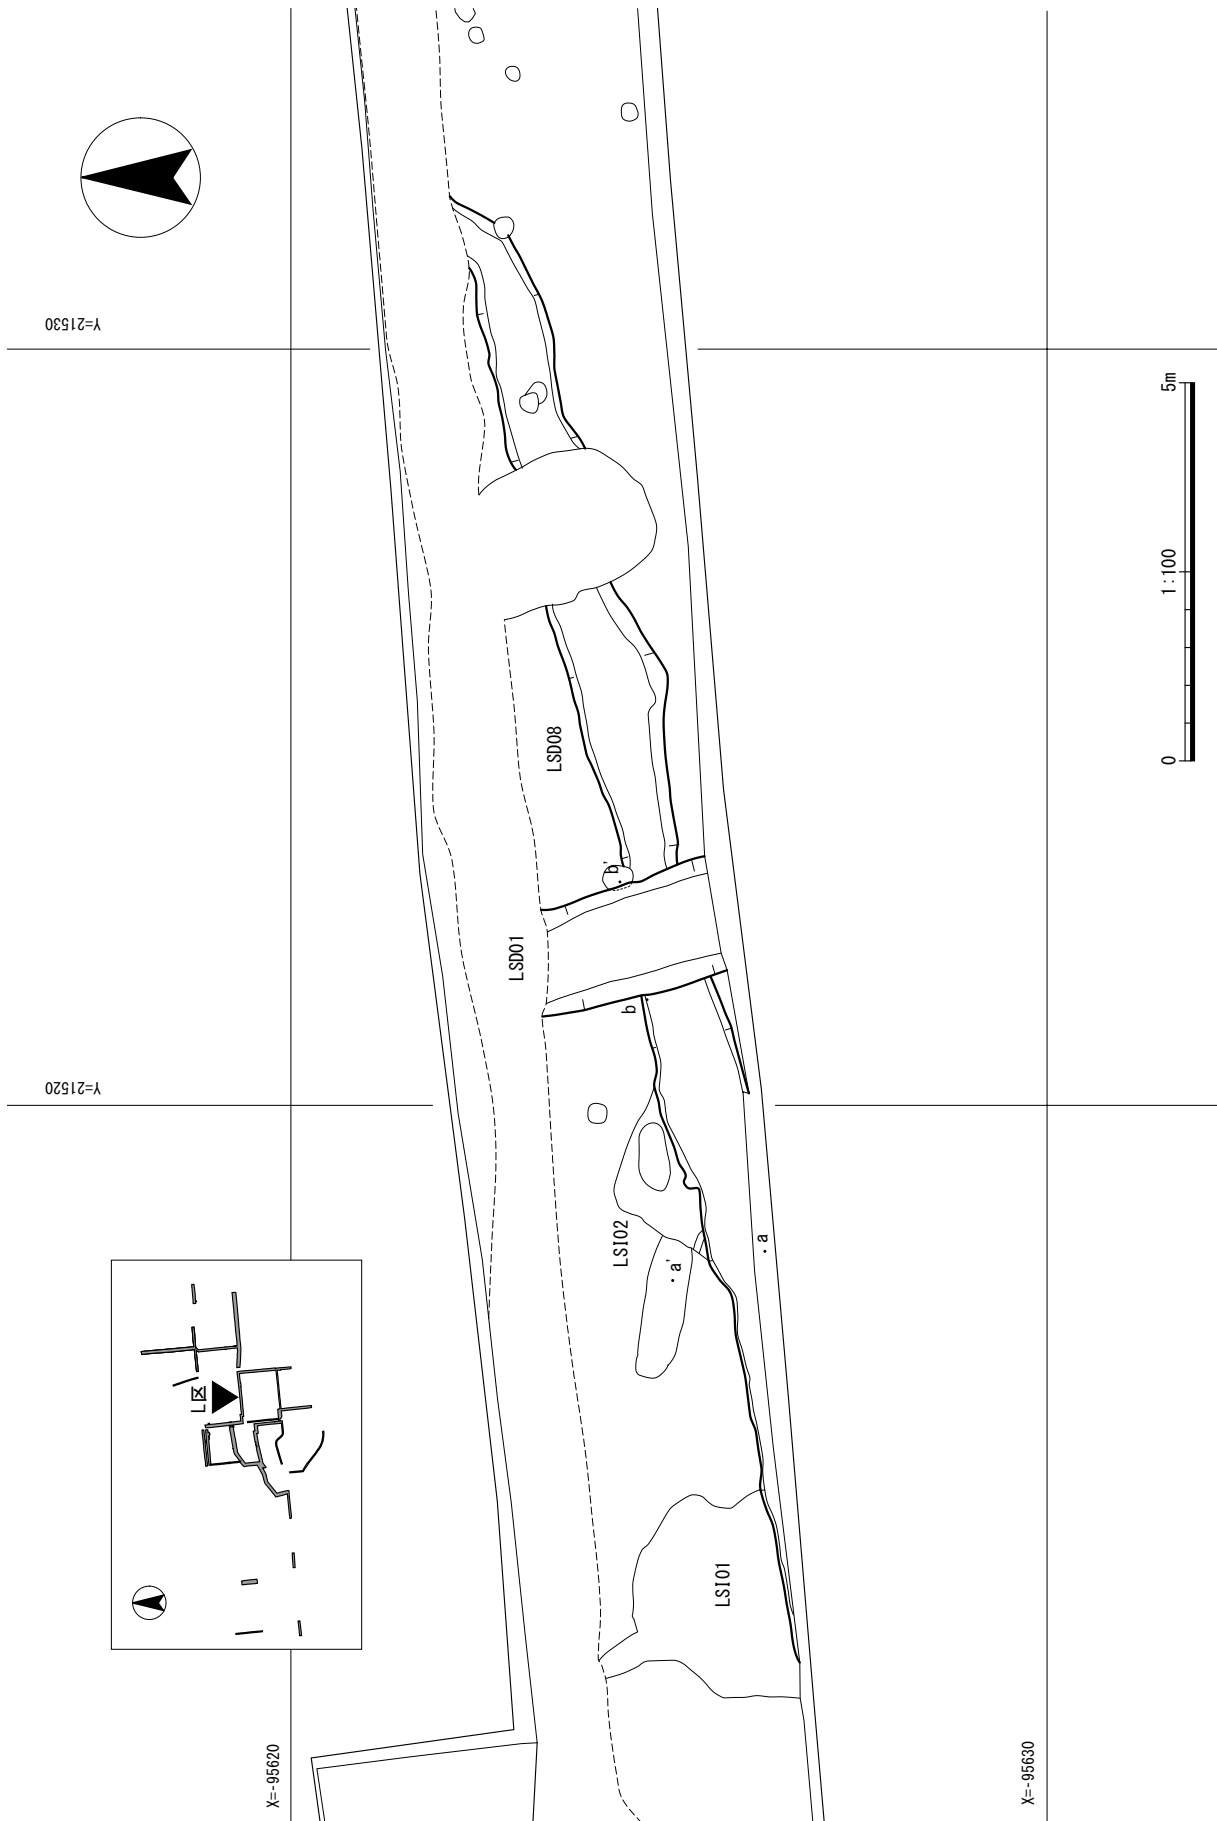 Y=21530
5m
1:100
0
LSD08
b'
LSD01
b
Y=21520
LSI02
a'
a
L区
LSI01
X=-95620
X=-95630